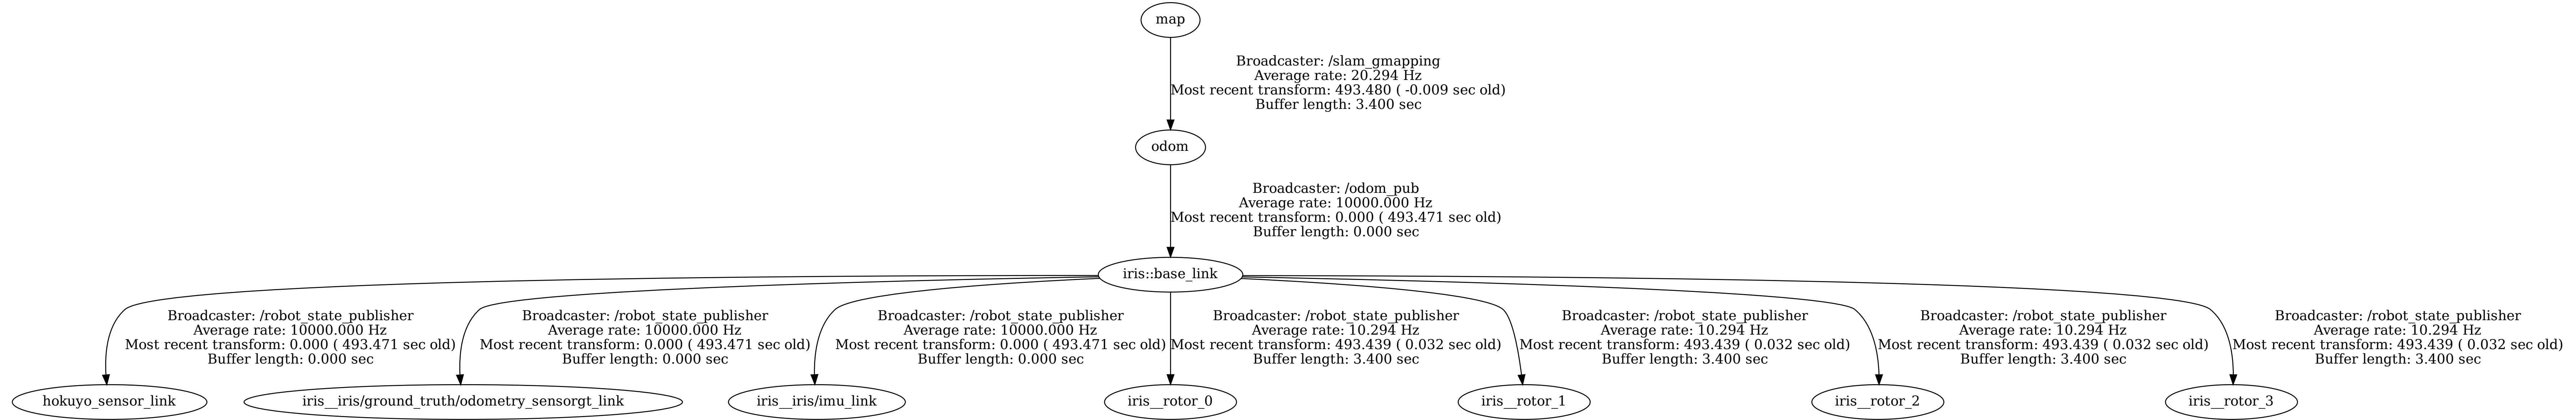 map
Broadcaster: /slam_gmapping
Average rate: 20.294 Hz
Most recent transform: 493.480 ( -0.009 sec old)
Buffer length: 3.400 sec
odom
Broadcaster: /odom_pub
Average rate: 10000.000 Hz
Most recent transform: 0.000 ( 493.471 sec old)
Buffer length: 0.000 sec
iris::base_link
Broadcaster: /robot_state_publisher
Average rate: 10000.000 Hz
Most recent transform: 0.000 ( 493.471 sec old)
Buffer length: 0.000 sec
Broadcaster: /robot_state_publisher
Average rate: 10000.000 Hz
Most recent transform: 0.000 ( 493.471 sec old)
Buffer length: 0.000 sec
Broadcaster: /robot_state_publisher
Average rate: 10000.000 Hz
Most recent transform: 0.000 ( 493.471 sec old)
Buffer length: 0.000 sec
Broadcaster: /robot_state_publisher
Average rate: 10.294 Hz
Most recent transform: 493.439 ( 0.032 sec old)
Buffer length: 3.400 sec
Broadcaster: /robot_state_publisher
Average rate: 10.294 Hz
Most recent transform: 493.439 ( 0.032 sec old)
Buffer length: 3.400 sec
Broadcaster: /robot_state_publisher
Average rate: 10.294 Hz
Most recent transform: 493.439 ( 0.032 sec old)
Buffer length: 3.400 sec
Broadcaster: /robot_state_publisher
Average rate: 10.294 Hz
Most recent transform: 493.439 ( 0.032 sec old)
Buffer length: 3.400 sec
hokuyo_sensor_link
iris__iris/ground_truth/odometry_sensorgt_link
iris__iris/imu_link
iris__rotor_0
iris__rotor_1
iris__rotor_2
iris__rotor_3